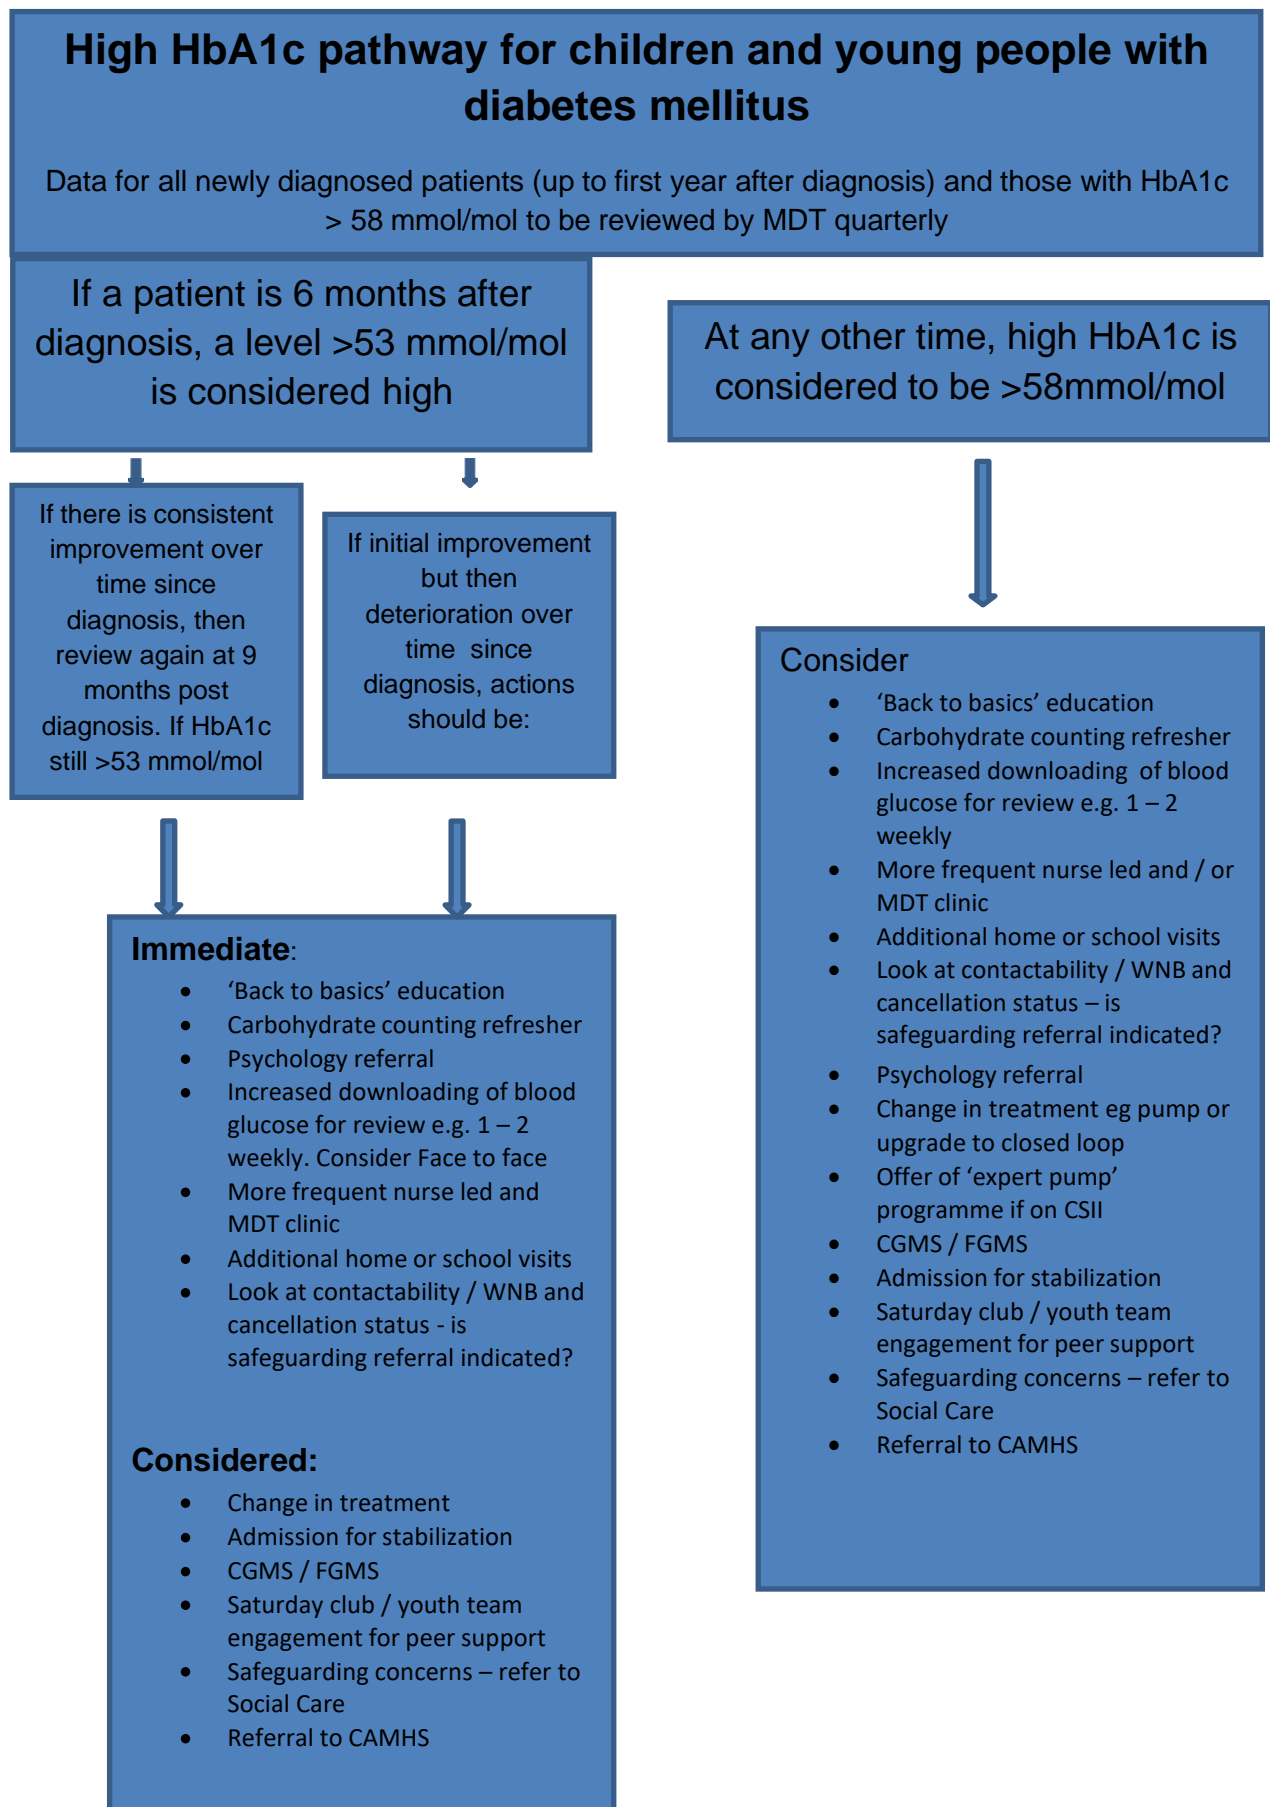 High HbA1c pathway for children and young people with
diabetes mellitus
Data for all newly diagnosed patients (up to first year after diagnosis) and those with HbA1c
> 58 mmol/mol to be reviewed by MDT quarterly
If a patient is 6 months after
diagnosis, a level >53 mmol/mol
is considered high
At any other time, high HbA1c is
considered to be >58mmol/mol
If there is consistent
improvement over
time since
diagnosis, then
review again at 9
months post
diagnosis. If HbA1c
still >53 mmol/mol
If initial improvement
but then
deterioration over
time  since
diagnosis, actions
should be:
Immediate:
• ‘Back to basics’ education
• Carbohydrate counting refresher
• Psychology referral
• Increased downloading of blood
glucose for review e.g. 1 – 2
weekly. Consider Face to face
• More frequent nurse led and
MDT clinic
• Additional home or school visits
• Look at contactability / WNB and
cancellation status - is
safeguarding referral indicated?
Considered:
• Change in treatment
• Admission for stabilization
• CGMS / FGMS
• Saturday club / youth team
engagement for peer support
• Safeguarding concerns – refer to
Social Care
• Referral to CAMHS
Consider
• ‘Back to basics’ education
• Carbohydrate counting refresher
• Increased downloading  of blood
glucose for review e.g. 1 – 2
weekly
• More frequent nurse led and / or
MDT clinic
• Additional home or school visits
• Look at contactability / WNB and
cancellation status – is
safeguarding referral indicated?
• Psychology referral
• Change in treatment eg pump or
upgrade to closed loop
• Offer of ‘expert pump’
programme if on CSII
• CGMS / FGMS
• Admission for stabilization
• Saturday club / youth team
engagement for peer support
• Safeguarding concerns – refer to
Social Care
• Referral to CAMHS